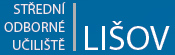 STŘEDNÍ
ODBORNÉ
UČILIŠTĚ
LIŠOV